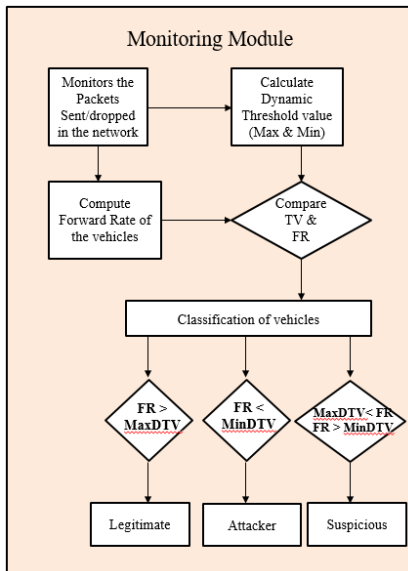 Monitoring Module
Monitors the
Packets
Sent/dropped
in the network
Calculate
Dynamic
Threshold value
(Max & Min)
Compute
Forward Rate of
the vehicles
Compare
TV &
FR
Classification of vehicles
FR >
MaxDTV
FR <
MinDTV
MaxDTV< FR
FR > MinDTV
Legitimate
Attacker
Suspicious